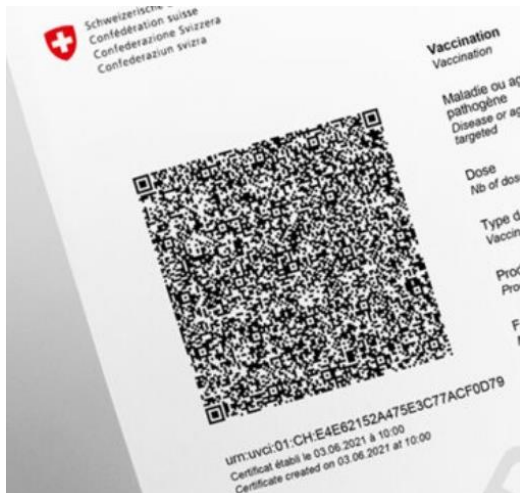 Schweizerische
Confédération suisse
Confederazione Svizzera
Confederaziun svizra
Vaccination
Vaccination
Maladie ou
pathogène
Disease or
targeted
Dose
Nb of
Type
urn:uvci:01:CH:E4E62152A475E3C77ACF0D79
Certificat établi le 03.06.2021 à 10:00
Certificate created on 03.06.2021 at 10:00